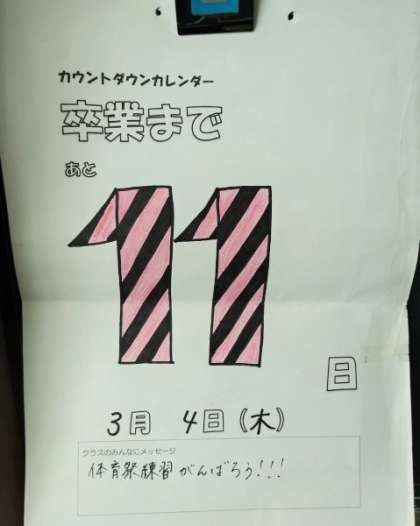 カウントダウンカレンダー
卒業まで
あと
11
日
3月 4日(木)
クラスのみんなにメッセージ
体育祭練習がんばろう!!!